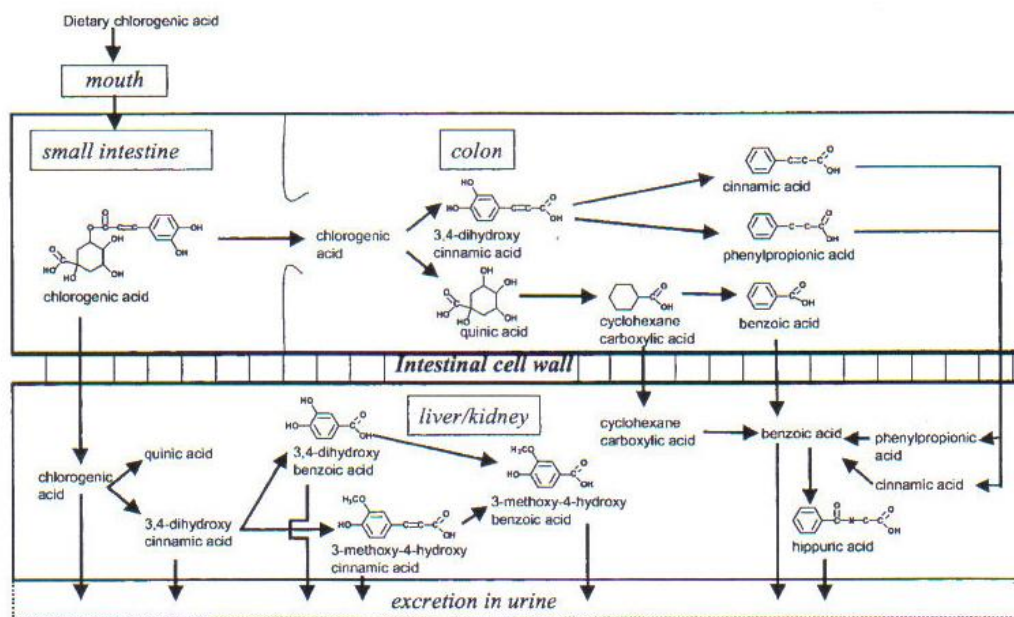 Dietary chlorogenic acid
mouth
small intestine
colon
chlorogenic acid
chlorogenic
acid
3,4-dihydroxy
cinnamic acid
cinnamic acid
phenylpropionic acid
quinic acid
cyclohexane
carboxylic acid
benzoic acid
Intestinal cell wall
liver/kidney
chlorogenic
acid
quinic acid
3,4-dihydroxy
cinnamic acid
3,4-dihydroxy
benzoic acid
3-methoxy-4-hydroxy
cinnamic acid
3-methoxy-4-hydroxy
benzoic acid
cyclohexane
carboxylic acid
benzoic acid
phenylpropionic
acid
cinnamic acid
hippuric acid
excretion in urine